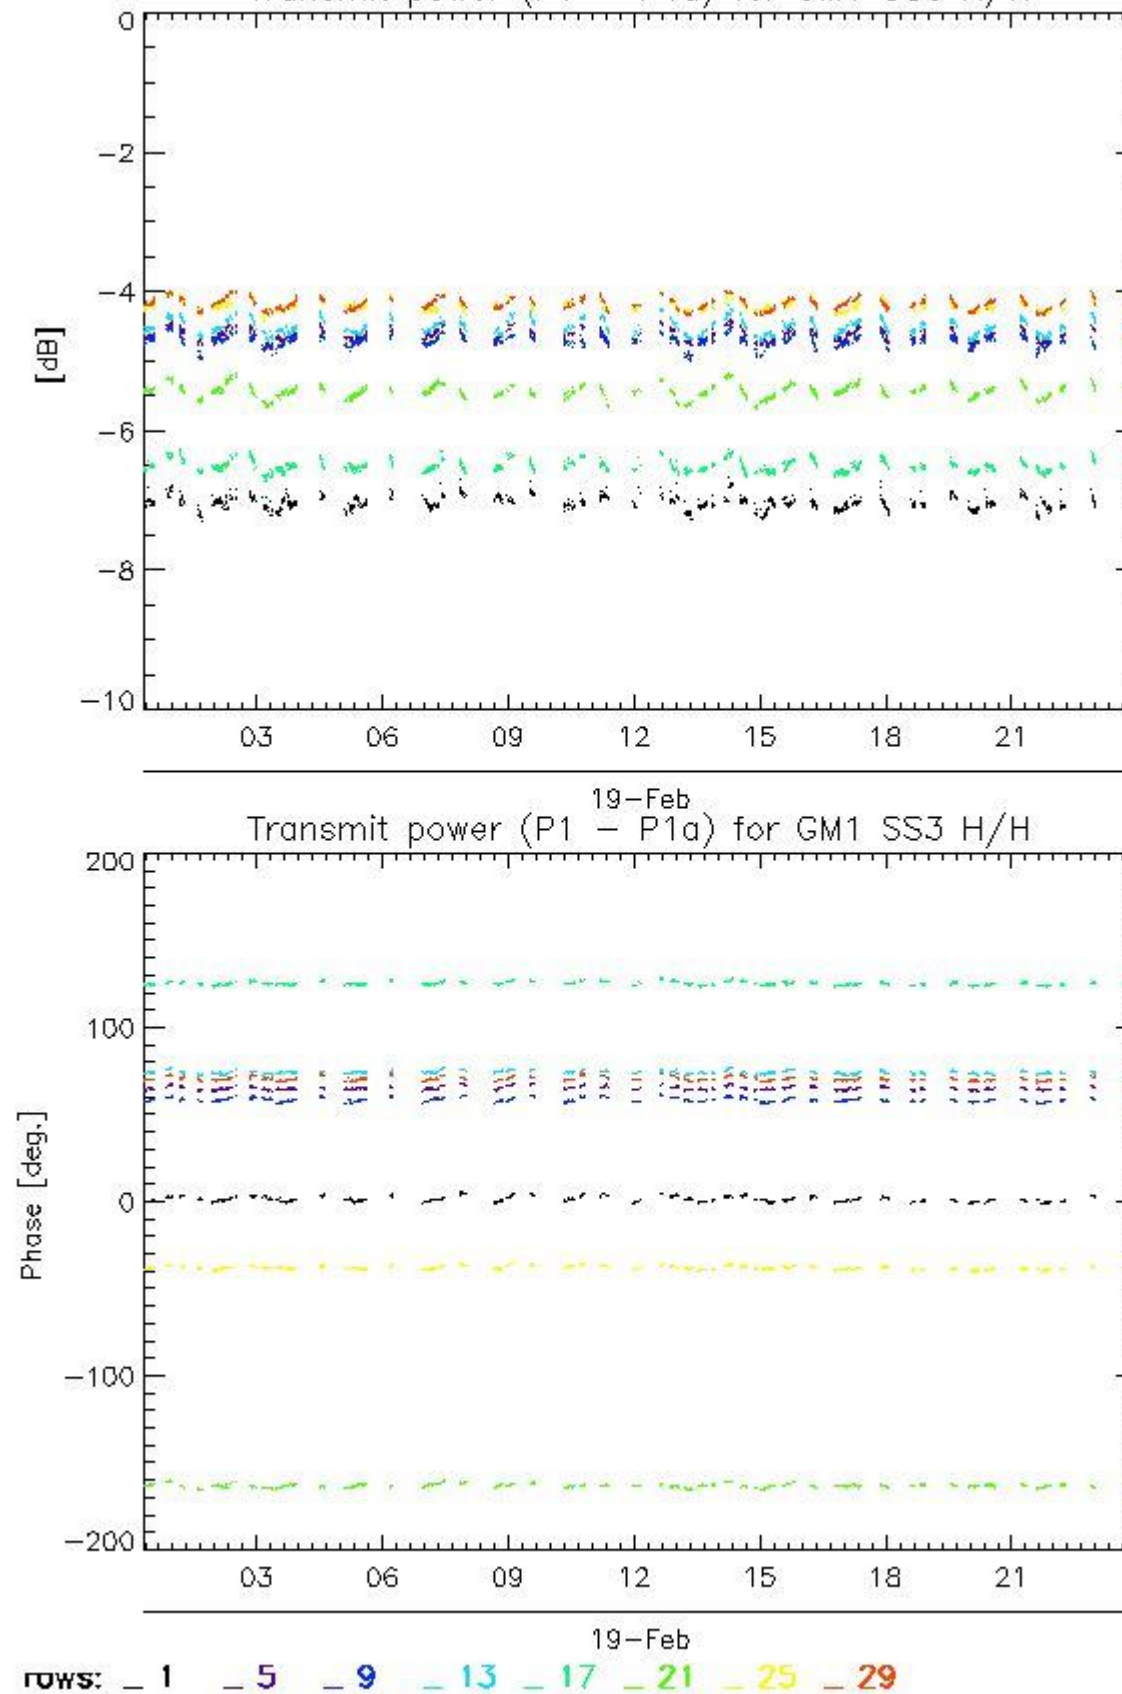 0
-2
-4
[dB]
-6
-8
-10
03 06 09 12 15 18 21
19-Feb
Transmit power (P1 - P1a) for GM1 SS3 H/H
200
100
Phase [deg.]
0
-100
-200
03 06 09 12 15 18 21
19-Feb
rows: _ 1 _ 5 _ 9 _ 13 _ 17 _ 21 _ 25 _ 29